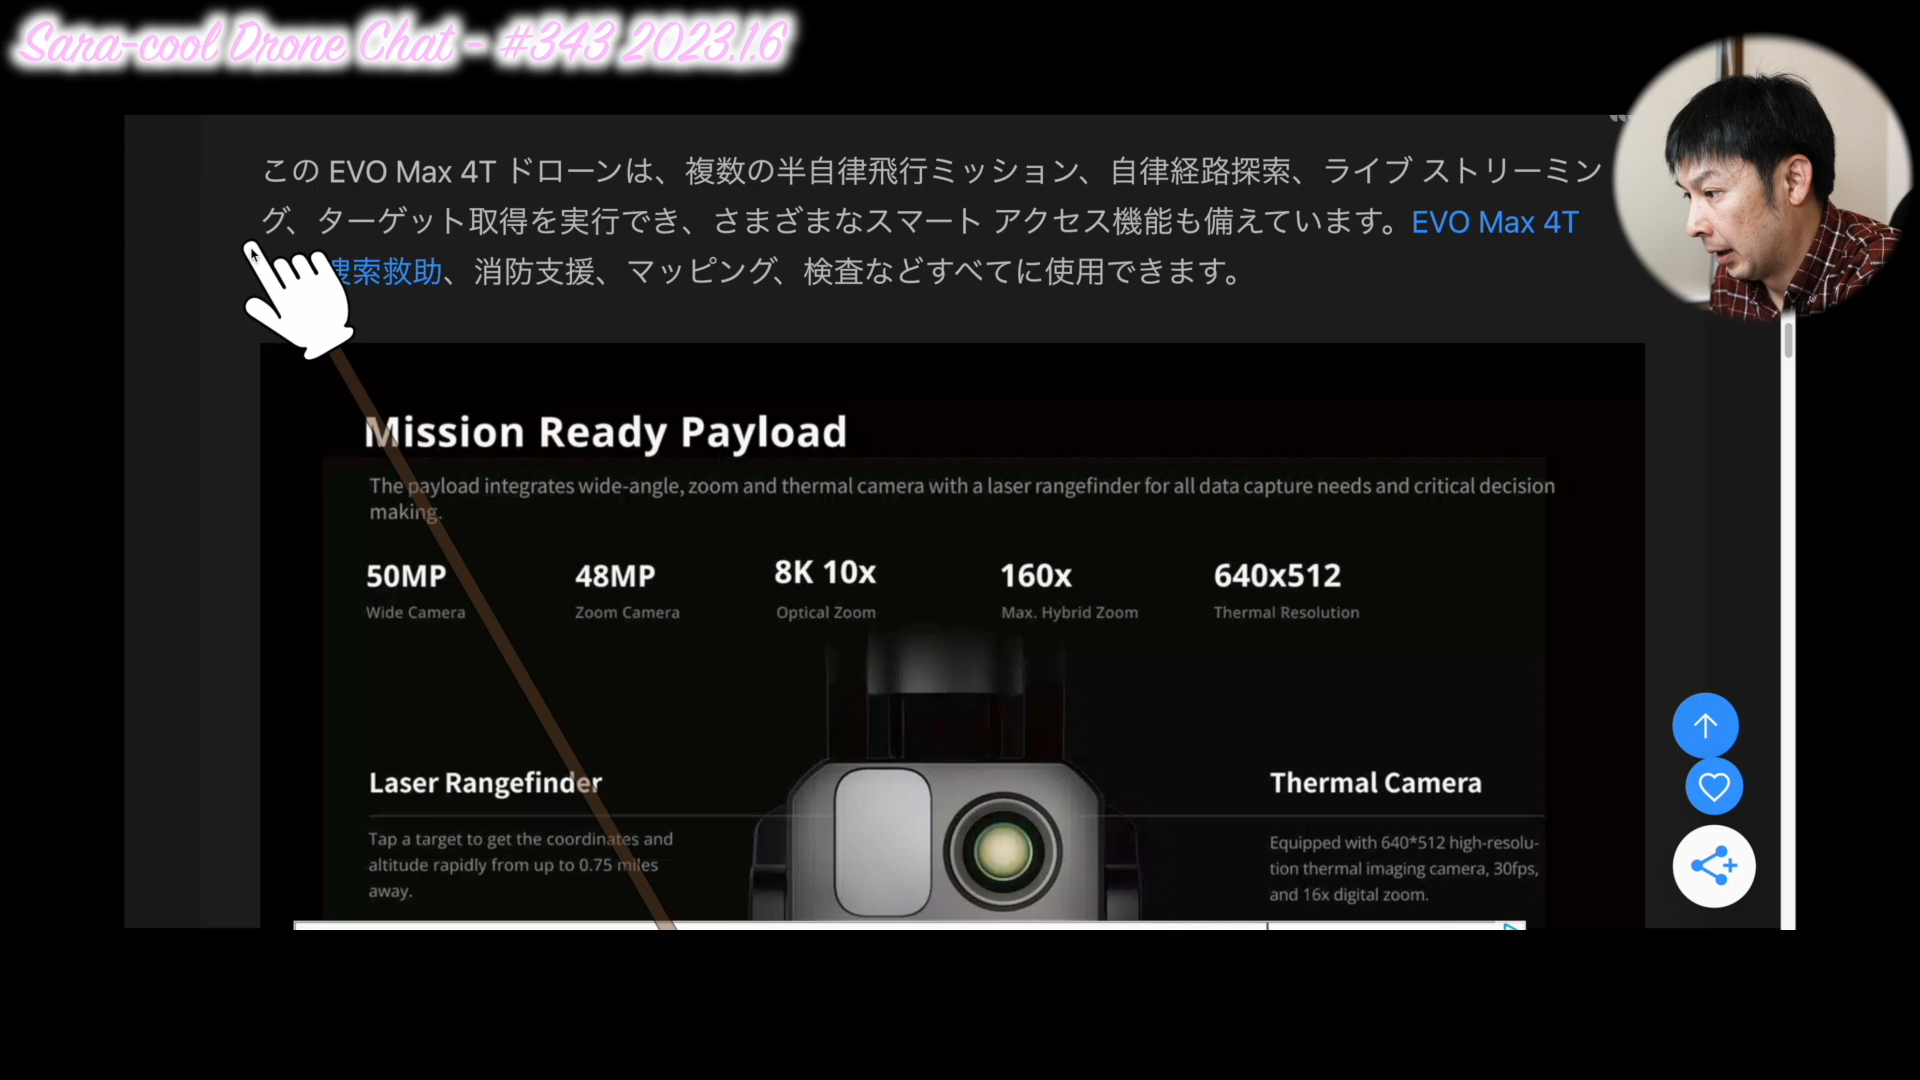 Sara-cool Drone Chat - #343 2023.1.6
この EVO Max 4T ドローンは、複数の半自律飛行ミッション、自律経路探索、ライブ ストリーミン
グ、ターゲット取得を実行でき、さまざまなスマート アクセス機能も備えています。EVO Max 4T
捜索救助、消防支援、マッピング、検査などすべてに使用できます。
Mission Ready Payload
The payload integrates wide-angle, zoom and thermal camera with a laser rangefinder for all data capture needs and critical decision
making.
50MP 48MP 8K 10x 160x 640x512
Wide Camera Zoom Camera Optical Zoom Max. Hybrid Zoom Thermal Resolution
Laser Rangefinder
Tap a target to get the coordinates and
altitude rapidly from up to 0.75 miles
away.
Thermal Camera
Equipped with 640*512 high-resolu-
tion thermal imaging camera, 30fps,
and 16x digital zoom.